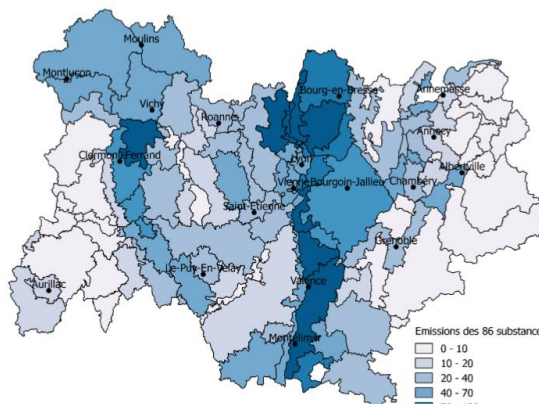 Moulins
Montluçon
Vichy
Roanne
Bourg-en-Bresse
Annemasse
Annecy
Clermont-Ferrand
Lyon
Vienne
Bourgoin-Jallieu
Chambéry
Albertville
Saint-Etienne
Grenoble
Le-Puy-En-Velay
Aurillac
Valence
Montélimar
Emissions des 86 substance
0 - 10
10 - 20
20 - 40
40 - 70